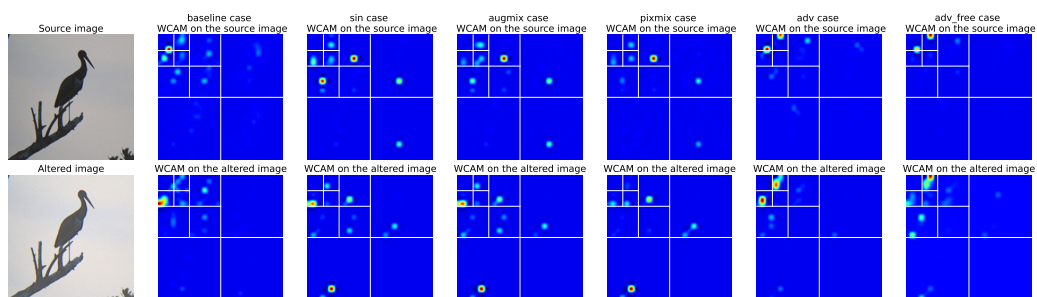 Source image
baseline case
WCAM on the source image
sin case
WCAM on the source image
augmix case
WCAM on the source image
pixmix case
WCAM on the source image
adv case
WCAM on the source image
adv_free case
WCAM on the source image
Altered image
WCAM on the altered image
WCAM on the altered image
WCAM on the altered image
WCAM on the altered image
WCAM on the altered image
WCAM on the altered image